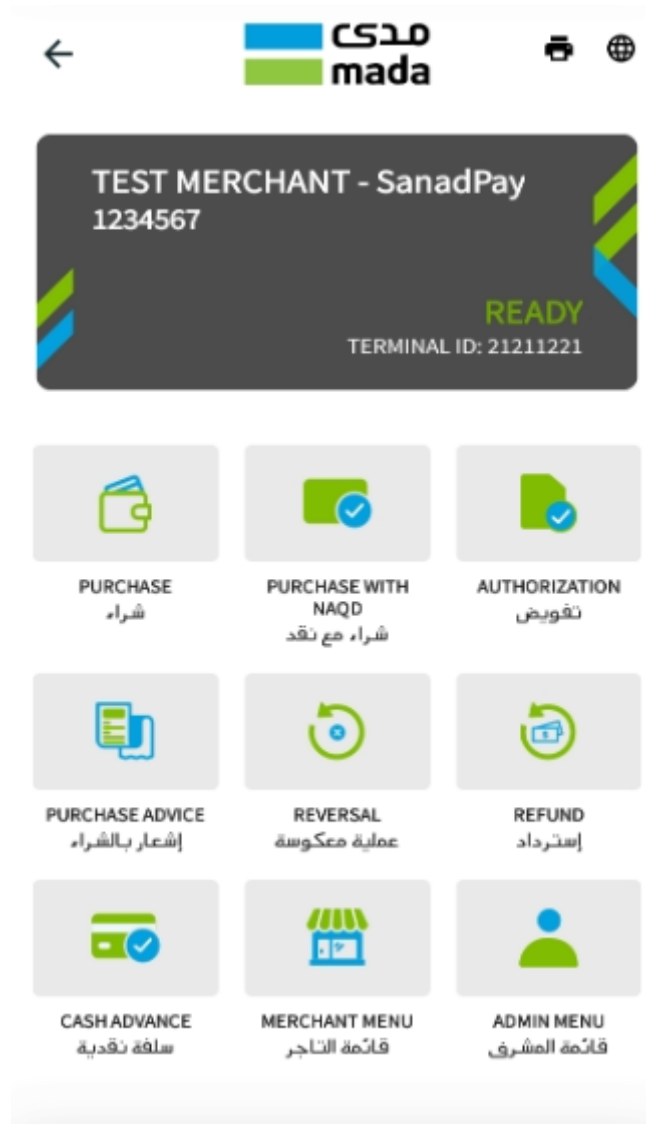 مدى
mada
TEST MERCHANT - SanadPay
1234567
READY
TERMINAL ID: 21211221
PURCHASE
شراء
PURCHASE WITH
NAQD
شراء مع نقد
AUTHORIZATION
تفويض
PURCHASE ADVICE
إشعار بالشراء
REVERSAL
عملية معكوسة
REFUND
إسترداد
CASH ADVANCE
سلفة نقدية
MERCHANT MENU
قائمة التاجر
ADMIN MENU
قائمة المشرف